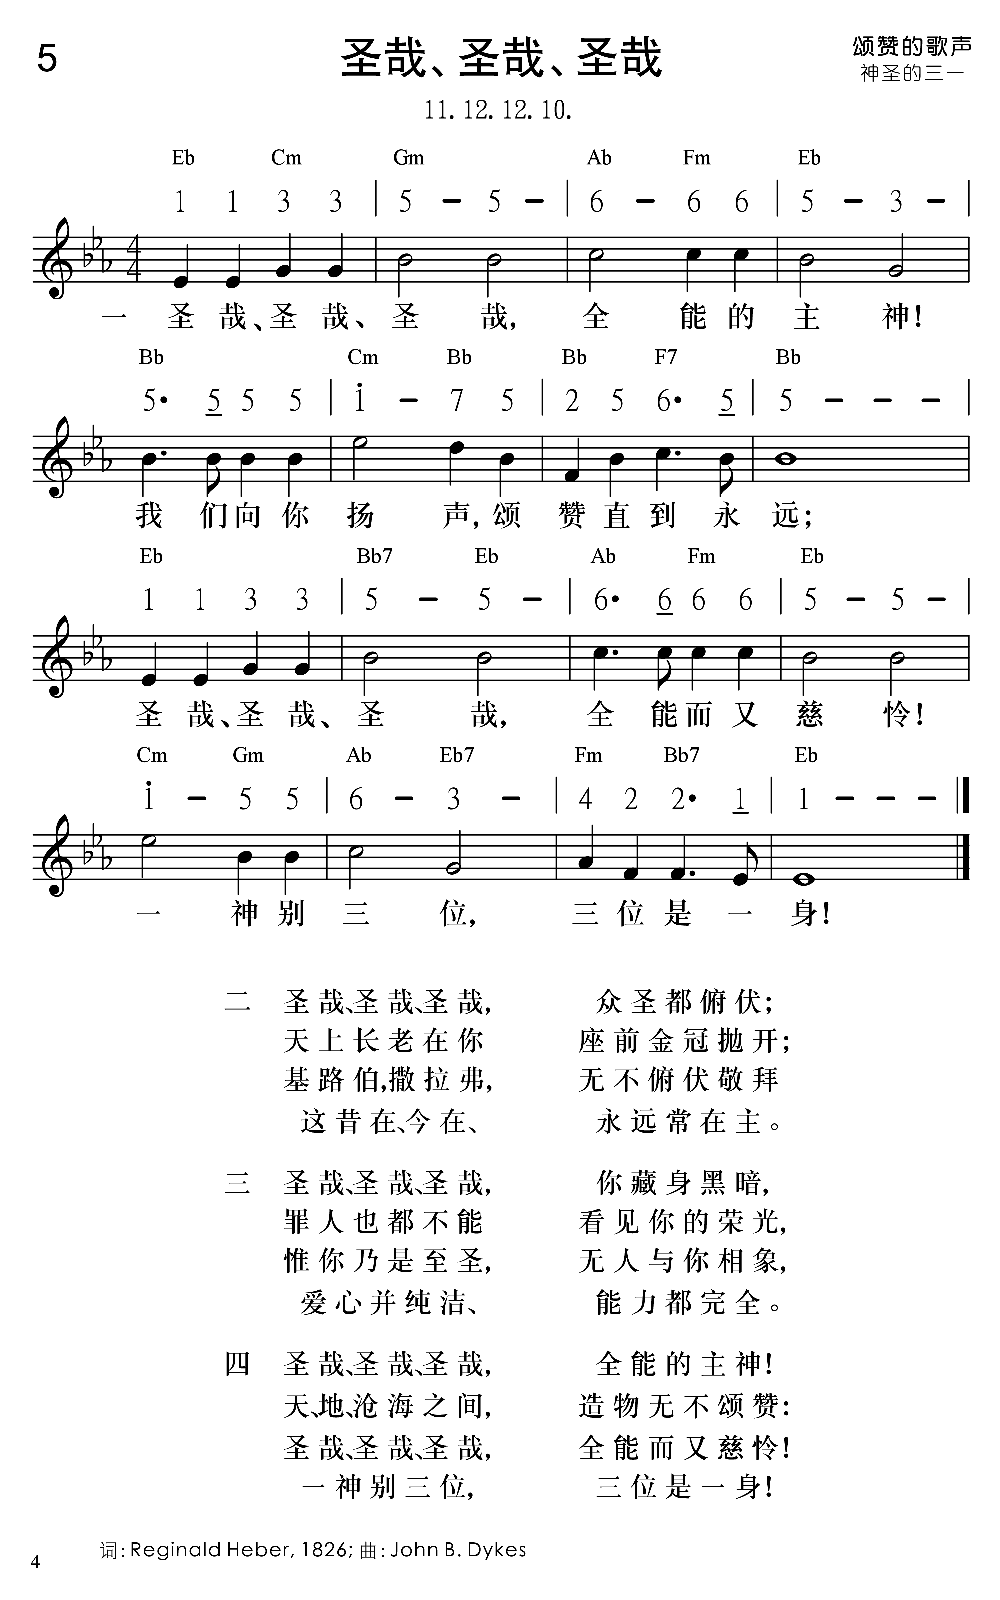 5
圣哉、圣哉、圣哉
颂赞的歌声
神圣的三一
11. 12. 12. 10.
Eb Cm Gm Ab Fm Eb
1 1 3 3 | 5 – 5 – | 6 – 6 6 | 5 – 3 – |
4
4
一 圣哉、圣哉、圣哉, 全能的主神!
Bb Cm Bb Bb F7 Bb
5· 5 5 5 | i – 7 5 | 2 5 6· 5 | 5 – – – |
我们向你扬声,颂赞直到永远;
Eb Bb7 Eb Ab Fm Eb
1 1 3 3 | 5 – 5 – | 6· 6 6 6 | 5 – 5 – |
圣哉、圣哉、圣哉, 全能而又慈怜!
Cm Gm Ab Eb7 Fm Bb7 Eb
i – 5 5 | 6 – 3 – | 4 2 2· 1 | 1 – – – ‖
一神别三位, 三位是一身!
二 圣哉、圣哉、圣哉, 众圣都俯伏;
天上长老在你 座前金冠抛开;
基路伯,撒拉弗, 无不俯伏敬拜
这昔在、今在、 永远常在主。
三 圣哉、圣哉、圣哉, 你藏身黑暗,
罪人也都不能 看见你的荣光,
惟你乃是至圣, 无人与你相象,
爱心并纯洁、 能力都完全。
四 圣哉、圣哉、圣哉, 全能的主神!
天、地、沧海之间, 造物无不颂赞:
圣哉、圣哉、圣哉, 全能而又慈怜!
一神别三位, 三位是一身!
词: Reginald Heber, 1826; 曲: John B. Dykes
4